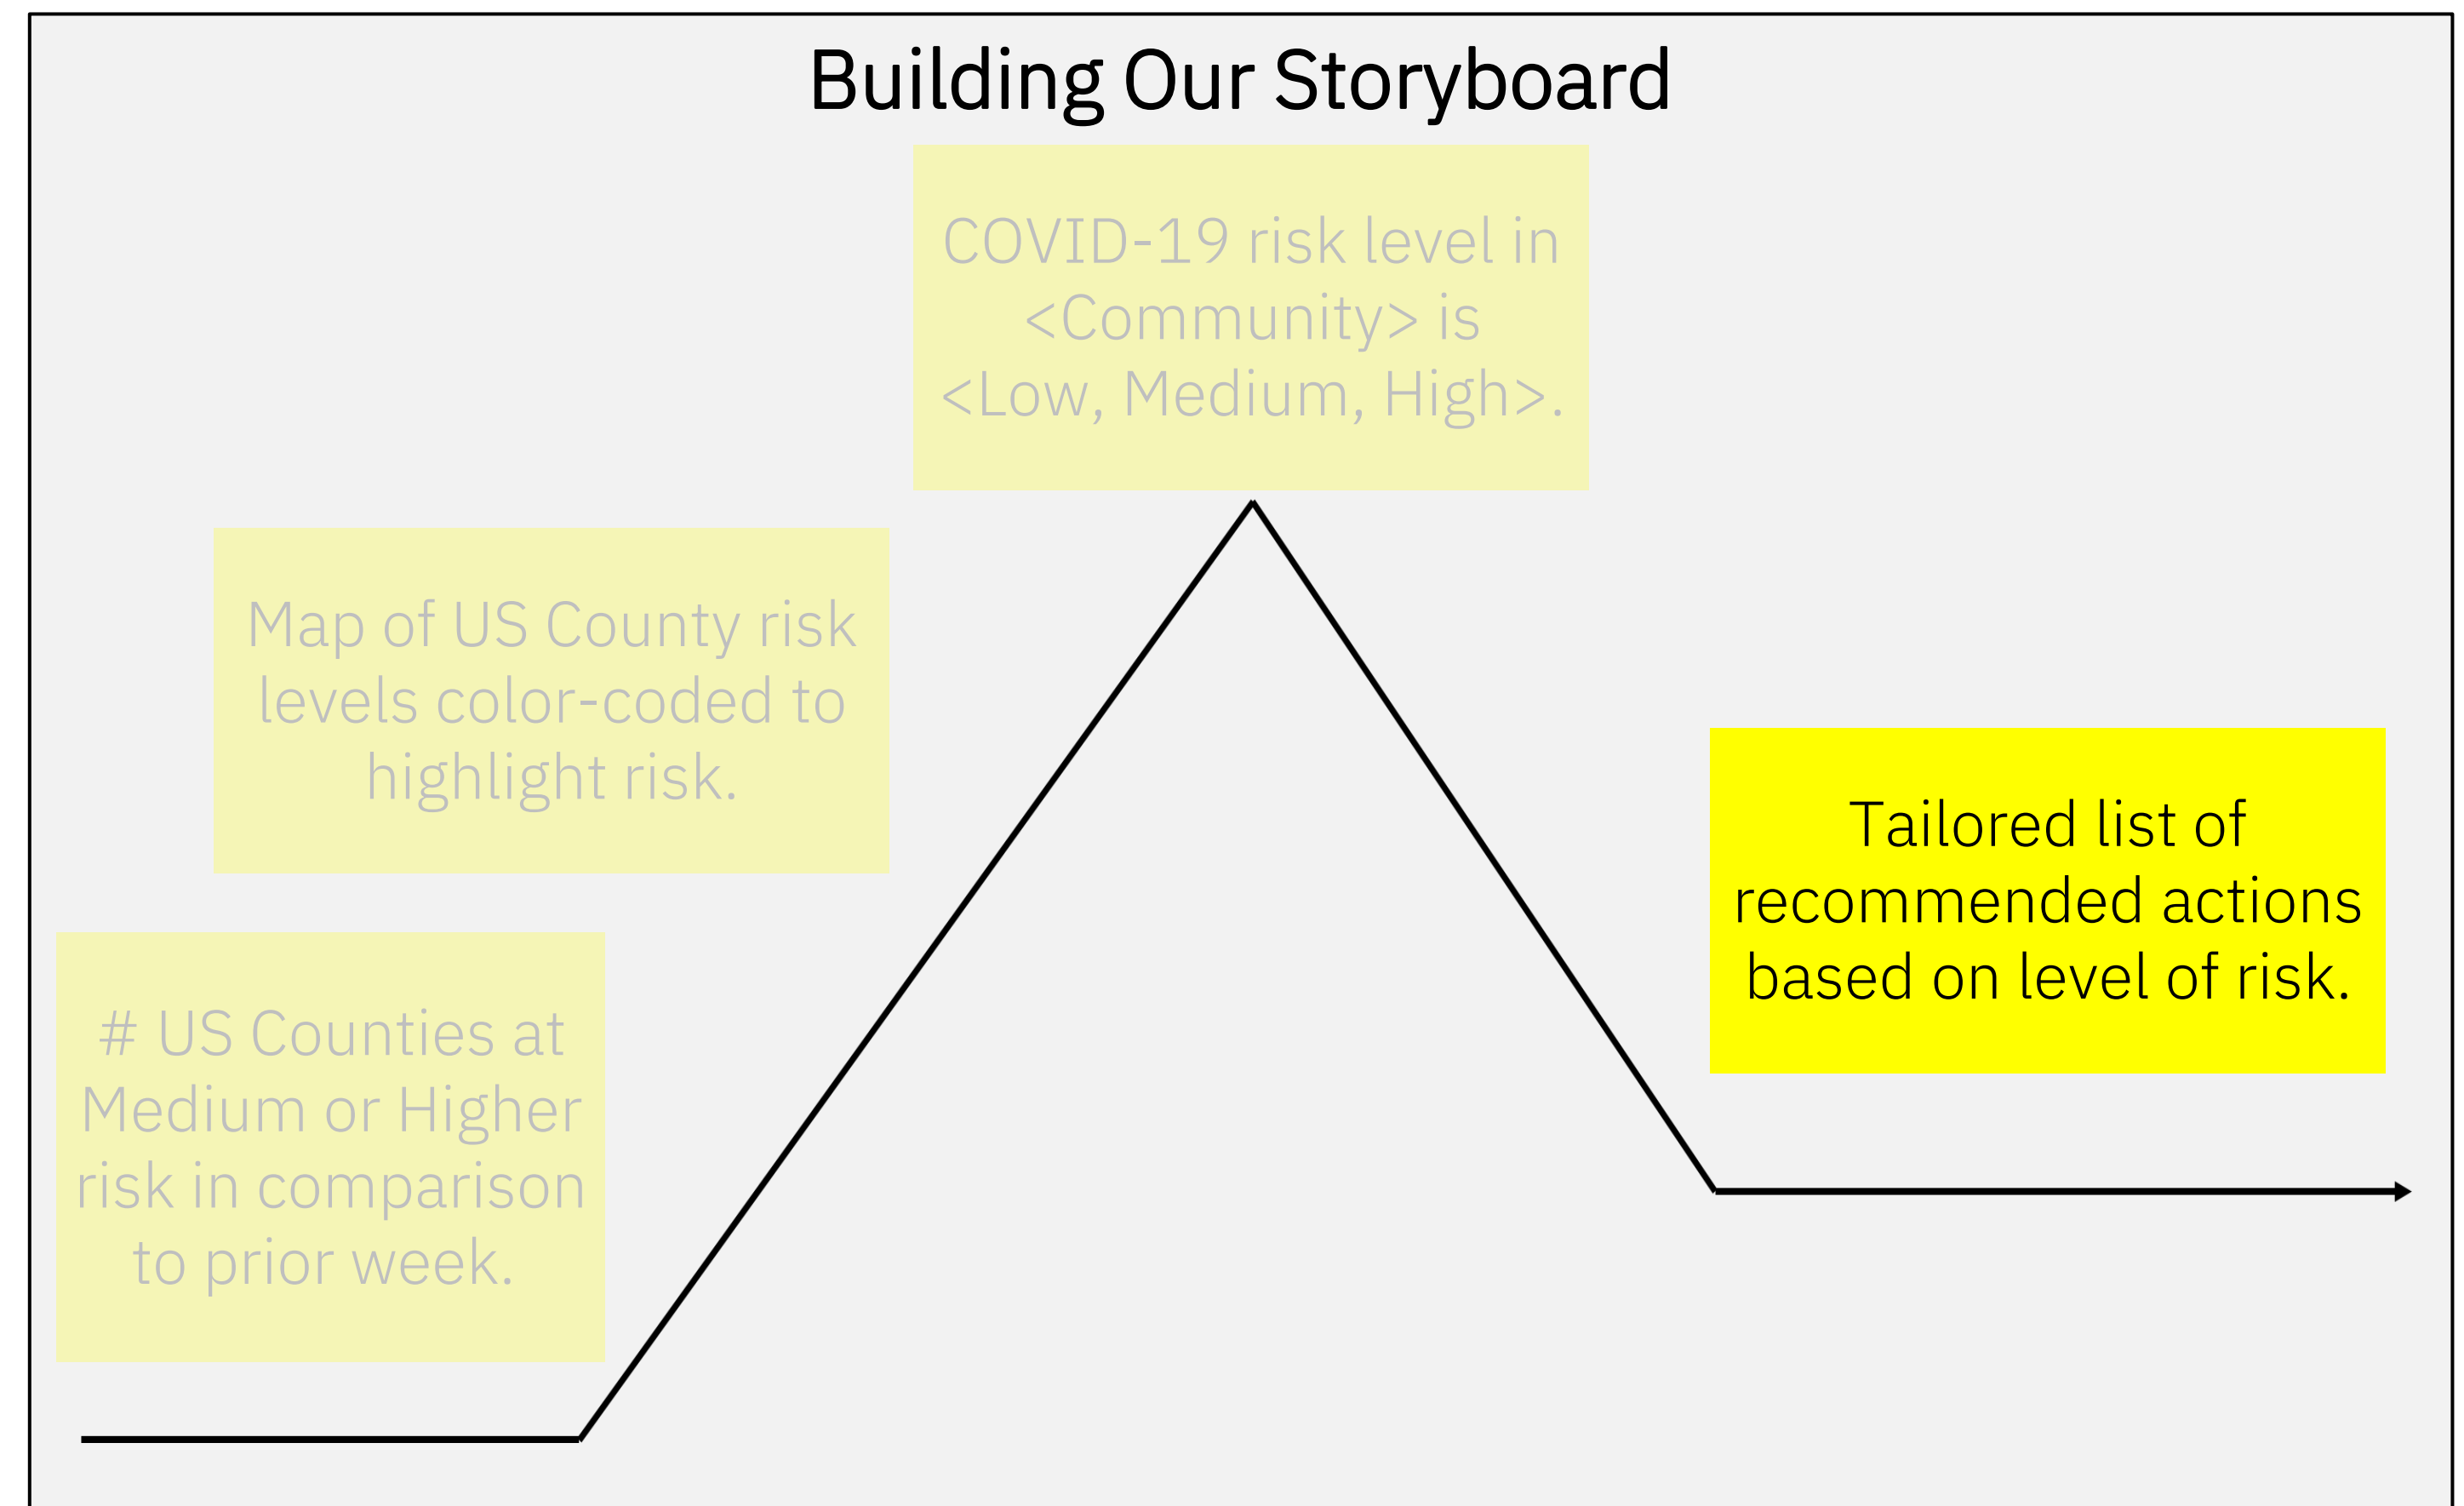 Building Our Storyboard
COVID-19 risk level in
<Community> is
<Low, Medium, High>.
Map of US County risk
levels color-coded to
highlight risk.
Tailored list of
recommended actions
based on level of risk.
# US Counties at
Medium or Higher
risk in comparison
to prior week.